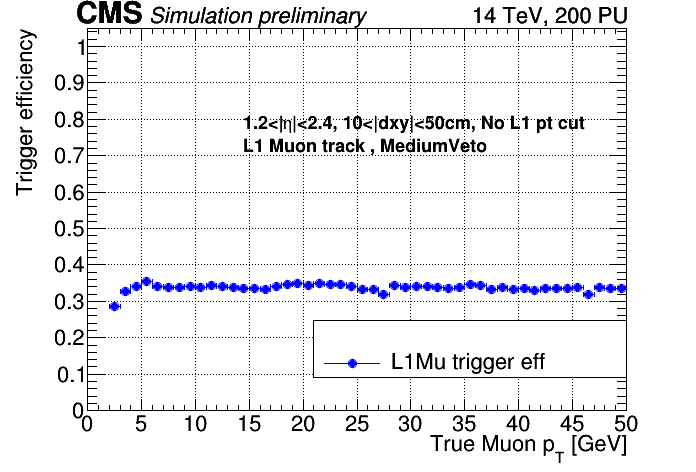 CMS Simulation preliminary 14 TeV, 200 PU
Trigger efficiency
1
0.9
0.8
0.7
0.6
0.5
0.4
0.3
0.2
0.1
0
1.2<|η|<2.4, 10<|dxy|<50cm, No L1 pt cut
L1 Muon track , MediumVeto
L1Mu trigger eff
0 5 10 15 20 25 30 35 40 45 50
True Muon p_T [GeV]